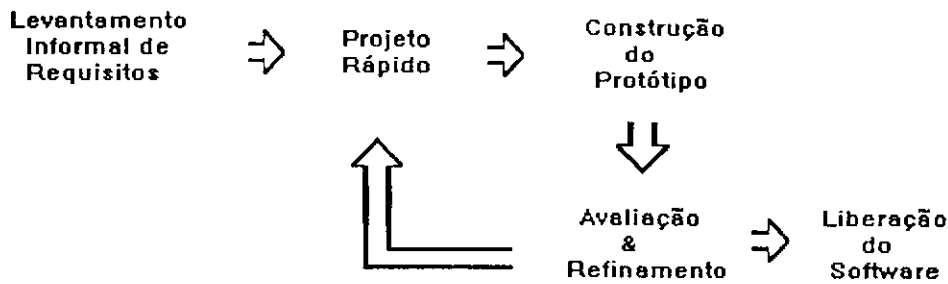 Levantamento
Informal de
Requisitos
Projeto
Rápido
Construção
do
Protótipo
Avaliação
&
Refinamento
Liberação
do
Software